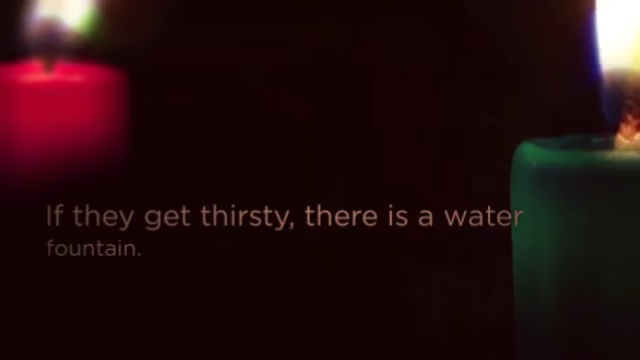 If they get thirsty, there is a water
fountain.